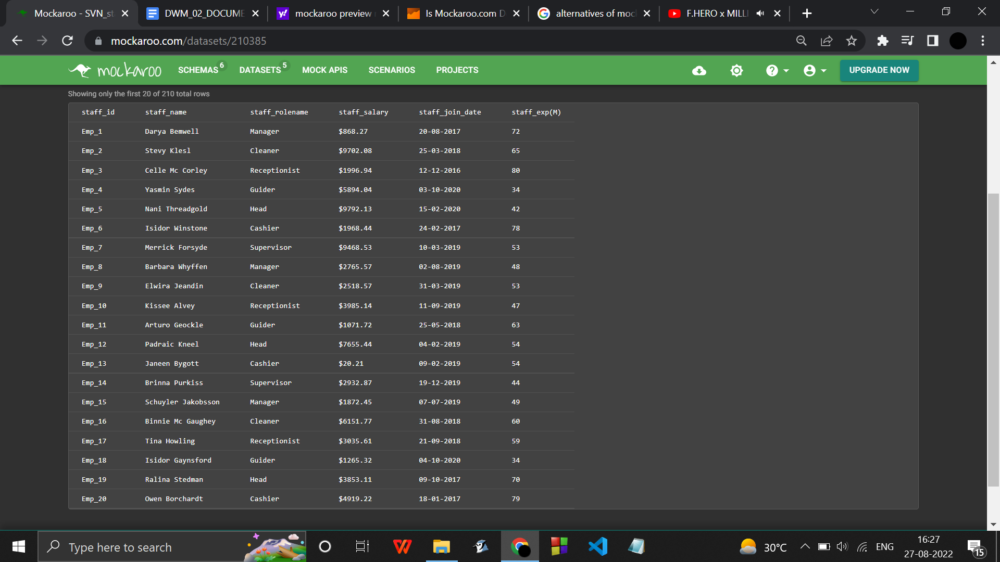 Mockaroo - SVN_st
DWM_02_DOCUME
mockaroo preview
Is Mockaroo.com D
alternatives of moc
F.HERO x MILLI
mockaroo.com/datasets/210385
mockaroo SCHEMAS 6 DATASETS 5 MOCK APIS SCENARIOS PROJECTS UPGRADE NOW
Showing only the first 20 of 210 total rows
staff_id staff_name staff_rolename staff_salary staff_join_date staff_exp(M)
Emp_1 Darya Bemwell Manager $868.27 20-08-2017 72
Emp_2 Stevy Klesl Cleaner $9702.08 25-03-2018 65
Emp_3 Celle Mc Corley Receptionist $1996.94 12-12-2016 80
Emp_4 Yasmin Sydes Guider $5894.04 03-10-2020 34
Emp_5 Nani Threadgold Head $9792.13 15-02-2020 42
Emp_6 Isidor Winstone Cashier $1968.44 24-02-2017 78
Emp_7 Merrick Forsyde Supervisor $9468.53 10-03-2019 53
Emp_8 Barbara Whyffen Manager $2765.57 02-08-2019 48
Emp_9 Elwira Jeandin Cleaner $2518.57 31-03-2019 53
Emp_10 Kissee Alvey Receptionist $3985.14 11-09-2019 47
Emp_11 Arturo Geockle Guider $1071.72 25-05-2018 63
Emp_12 Padraic Kneel Head $7655.44 04-02-2019 54
Emp_13 Janeen Bygott Cashier $20.21 09-02-2019 54
Emp_14 Brinna Purkiss Supervisor $2932.87 19-12-2019 44
Emp_15 Schuyler Jakobsson Manager $1872.45 07-07-2019 49
Emp_16 Binnie Mc Gaughey Cleaner $6151.77 31-08-2018 60
Emp_17 Tina Howling Receptionist $3035.61 21-09-2018 59
Emp_18 Isidor Gaynsford Guider $1265.32 04-10-2020 34
Emp_19 Ralina Stedman Head $3853.11 09-10-2017 70
Emp_20 Owen Borchardt Cashier $4919.22 18-01-2017 79
Type here to search
30°C
ENG
16:27
27-08-2022
15